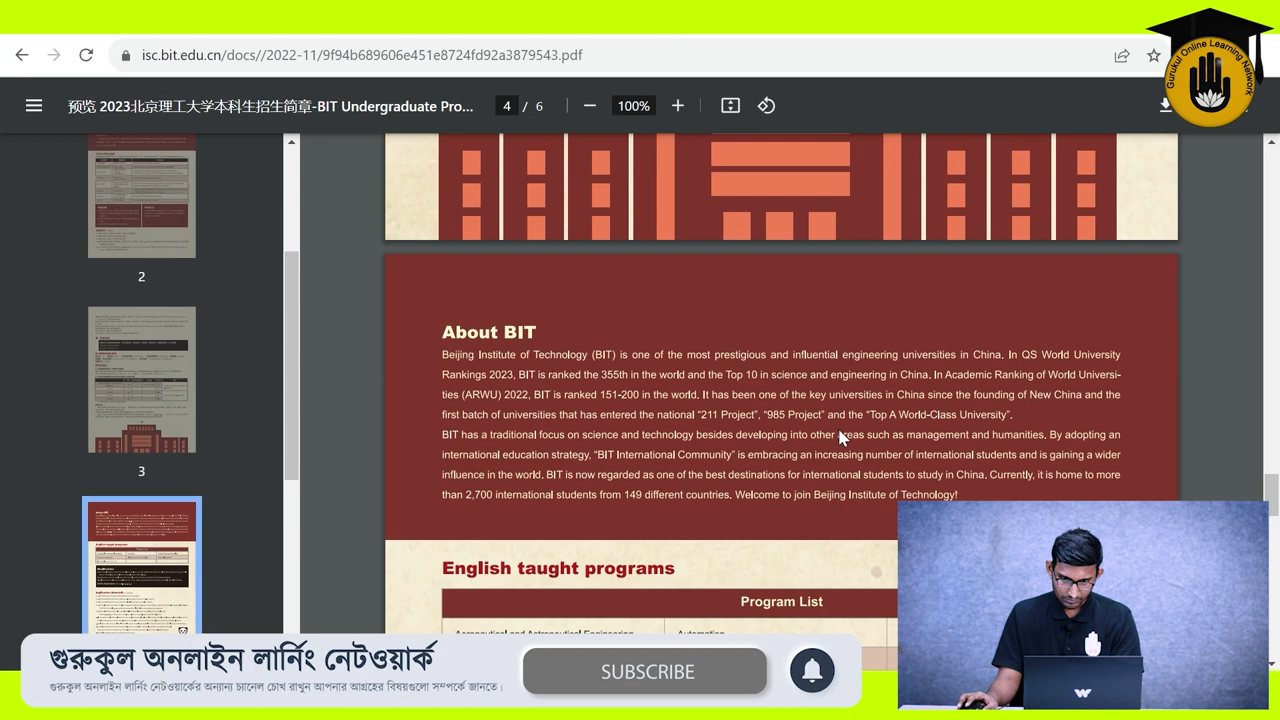 Gurukul Online Learning Network
isc.bit.edu.cn/docs//2022-11/9f94b689606e451e8724fd92a3879543.pdf
预览 2023北京理工大学本科生招生简章-BIT Undergraduate Pro...
4 / 6
100%
2
3
About BIT
Beijing Institute of Technology (BIT) is one of the most prestigious and influential engineering universities in China. In QS World University
Rankings 2023, BIT is ranked the 355th in the world and the Top 10 in science and engineering in China. In Academic Ranking of World Universi-
ties (ARWU) 2022, BIT is ranked 151-200 in the world. It has been one of the key universities in China since the founding of New China and the
first batch of universities that has entered the national "211 Project", "985 Project" and the "Top A World-Class University".
BIT has a traditional focus on science and technology besides developing into other areas such as management and humanities. By adopting an
international education strategy, "BIT International Community" is embracing an increasing number of international students and is gaining a wider
influence in the world. BIT is now regarded as one of the best destinations for international students to study in China. Currently, it is home to more
than 2,700 international students from 149 different countries. Welcome to join Beijing Institute of Technology!
English taught programs
Program List
Aeronautical and Astronautical Engineering
Automation
গুরুকুল অনলাইন লার্নিং নেটওয়ার্ক
গুরুকুল অনলাইন লার্নিং নেটওয়ার্কের অন্যান্য চ্যানেল চোখ রাখুন আপনার আগ্রহের বিষয়গুলো সম্পর্কে জানতে।
SUBSCRIBE